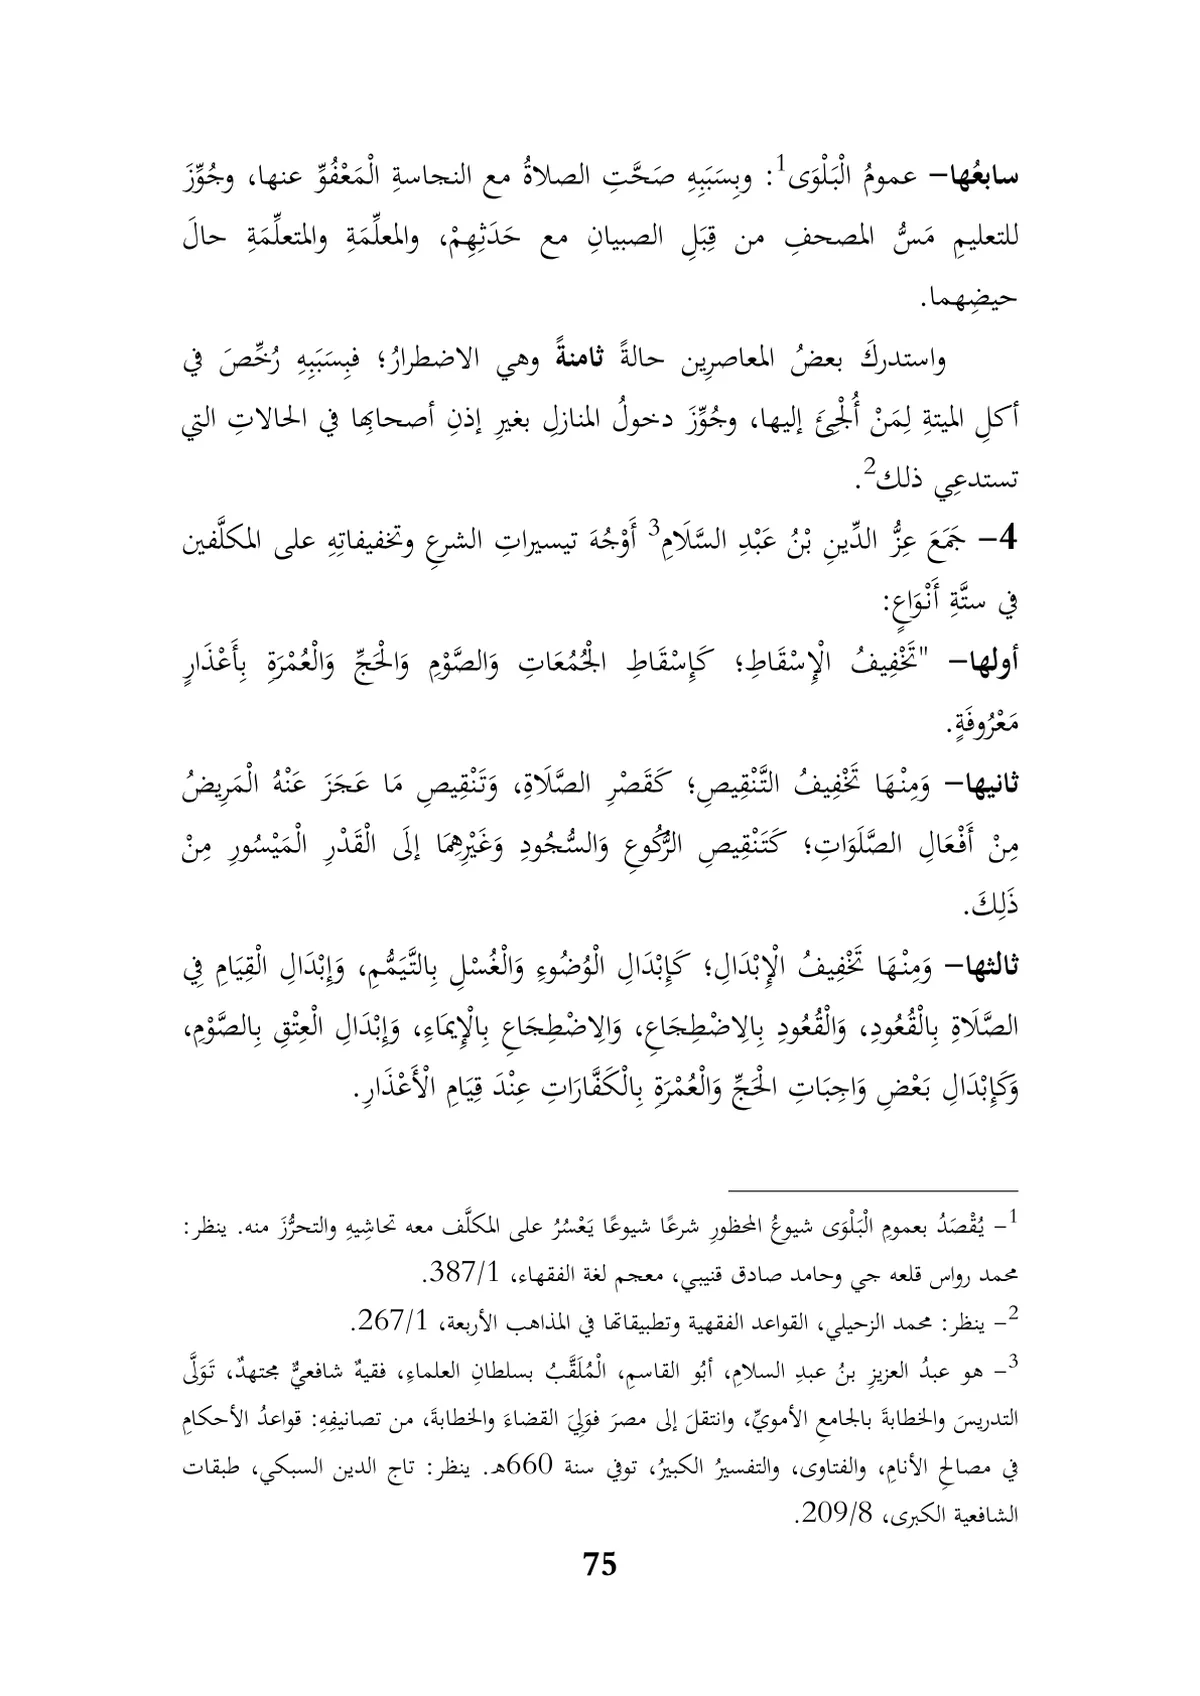 سابعُها– عمومُ الْبَلْوَى1: وبِسَبَبِهِ صَحَّتِ الصلاةُ مع النجاسةِ الْمَعْفُوِّ عنها، وجُوِّزَ
للتعليمِ مَسُّ المصحفِ من قِبَلِ الصبيانِ مع حَدَثِهِمْ، والمعلِّمَةِ والمتعلِّمَةِ حالَ
حيضِهما.
واستدركَ بعضُ المعاصرِين حالةً ثامنةً وهي الاضطرارُ؛ فبِسَبَبِهِ رُخِّصَ في
أكلِ الميتةِ لِمَنْ أُلْجِئَ إليها، وجُوِّزَ دخولُ المنازلِ بغيرِ إذنِ أصحابِها في الحالاتِ التي
تستدعِي ذلك2.
4– جَمَعَ عِزُّ الدِّينِ بْنُ عَبْدِ السَّلَامِ3 أَوْجُهَ تيسيراتِ الشرعِ وتخفيفاتِهِ على المكلَّفين
في ستَّةِ أَنْوَاعٍ:
أولها– "تَخْفِيفُ الْإِسْقَاطِ؛ كَإِسْقَاطِ الْجُمُعَاتِ وَالصَّوْمِ وَالْحَجِّ وَالْعُمْرَةِ بِأَعْذَارٍ
مَعْرُوفَةٍ.
ثانيها– وَمِنْهَا تَخْفِيفُ التَّنْقِيصِ؛ كَقَصْرِ الصَّلَاةِ، وَتَنْقِيصِ مَا عَجَزَ عَنْهُ الْمَرِيضُ
مِنْ أَفْعَالِ الصَّلَوَاتِ؛ كَتَنْقِيصِ الرُّكُوعِ وَالسُّجُودِ وَغَيْرِهِمَا إلَى الْقَدْرِ الْمَيْسُورِ مِنْ
ذَلِكَ.
ثالثها– وَمِنْهَا تَخْفِيفُ الْإِبْدَالِ؛ كَإِبْدَالِ الْوُضُوءِ وَالْغُسْلِ بِالتَّيَمُّمِ، وَإِبْدَالِ الْقِيَامِ فِي
الصَّلَاةِ بِالْقُعُودِ، وَالْقُعُودِ بِالِاضْطِجَاعِ، وَالِاضْطِجَاعِ بِالْإِيمَاءِ، وَإِبْدَالِ الْعِتْقِ بِالصَّوْمِ،
وَكَإِبْدَالِ بَعْضِ وَاجِبَاتِ الْحَجِّ وَالْعُمْرَةِ بِالْكَفَّارَاتِ عِنْدَ قِيَامِ الْأَعْذَارِ.
1– يُقْصَدُ بعمومِ الْبَلْوَى شيوعُ المحظورِ شرعًا شيوعًا يَعْسُرُ على المكلَّف معه تحاشِيهِ والتحرُّزَ منه. ينظر:
محمد رواس قلعه جي وحامد صادق قنيبي، معجم لغة الفقهاء، 387/1.
2– ينظر: محمد الزحيلي، القواعد الفقهية وتطبيقاتها في المذاهب الأربعة، 267/1.
3– هو عبدُ العزيزِ بنُ عبدِ السلامِ، أبُو القاسمِ، الْمُلَقَّبُ بسلطانِ العلماءِ، فقيهٌ شافعيٌّ مجتهدٌ، تَوَلَّى
التدريسَ والخطابةَ بالجامعِ الأمويِّ، وانتقلَ إلى مصرَ فوَلِيَ القضاءَ والخطابةَ، من تصانيفِهِ: قواعدُ الأحكامِ
في مصالحِ الأنامِ، والفتاوى، والتفسيرُ الكبيرُ، توفي سنة 660هـ. ينظر: تاج الدين السبكي، طبقات
الشافعية الكبرى، 209/8.
75